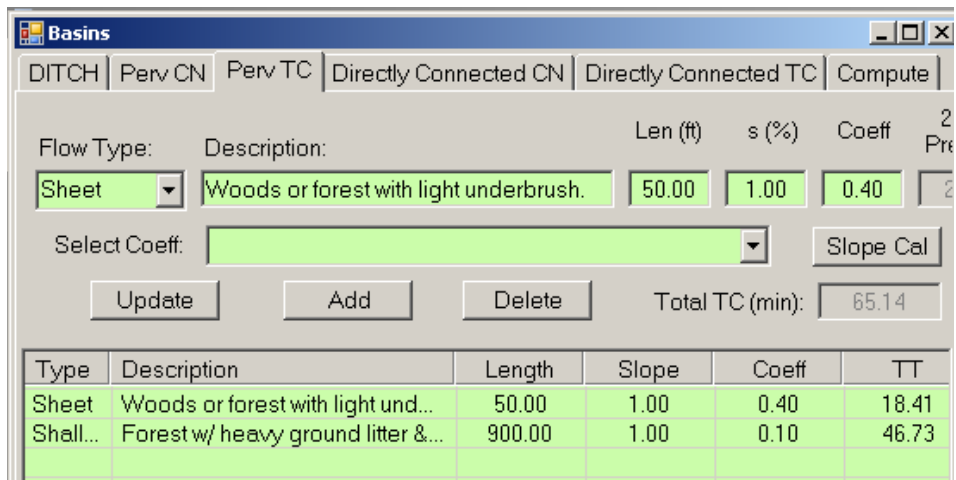 Basins
DITCH Perv CN Perv TC Directly Connected CN Directly Connected TC Compute
Len (ft) s (%) Coeff 2
Flow Type: Description: Pre
Sheet Woods or forest with light underbrush. 50.00 1.00 0.40 2
Select Coeff: Slope Cal
Update Add Delete Total TC (min): 65.14
Type Description Length Slope Coeff TT
Sheet Woods or forest with light und... 50.00 1.00 0.40 18.41
Shall... Forest w/ heavy ground litter &... 900.00 1.00 0.10 46.73